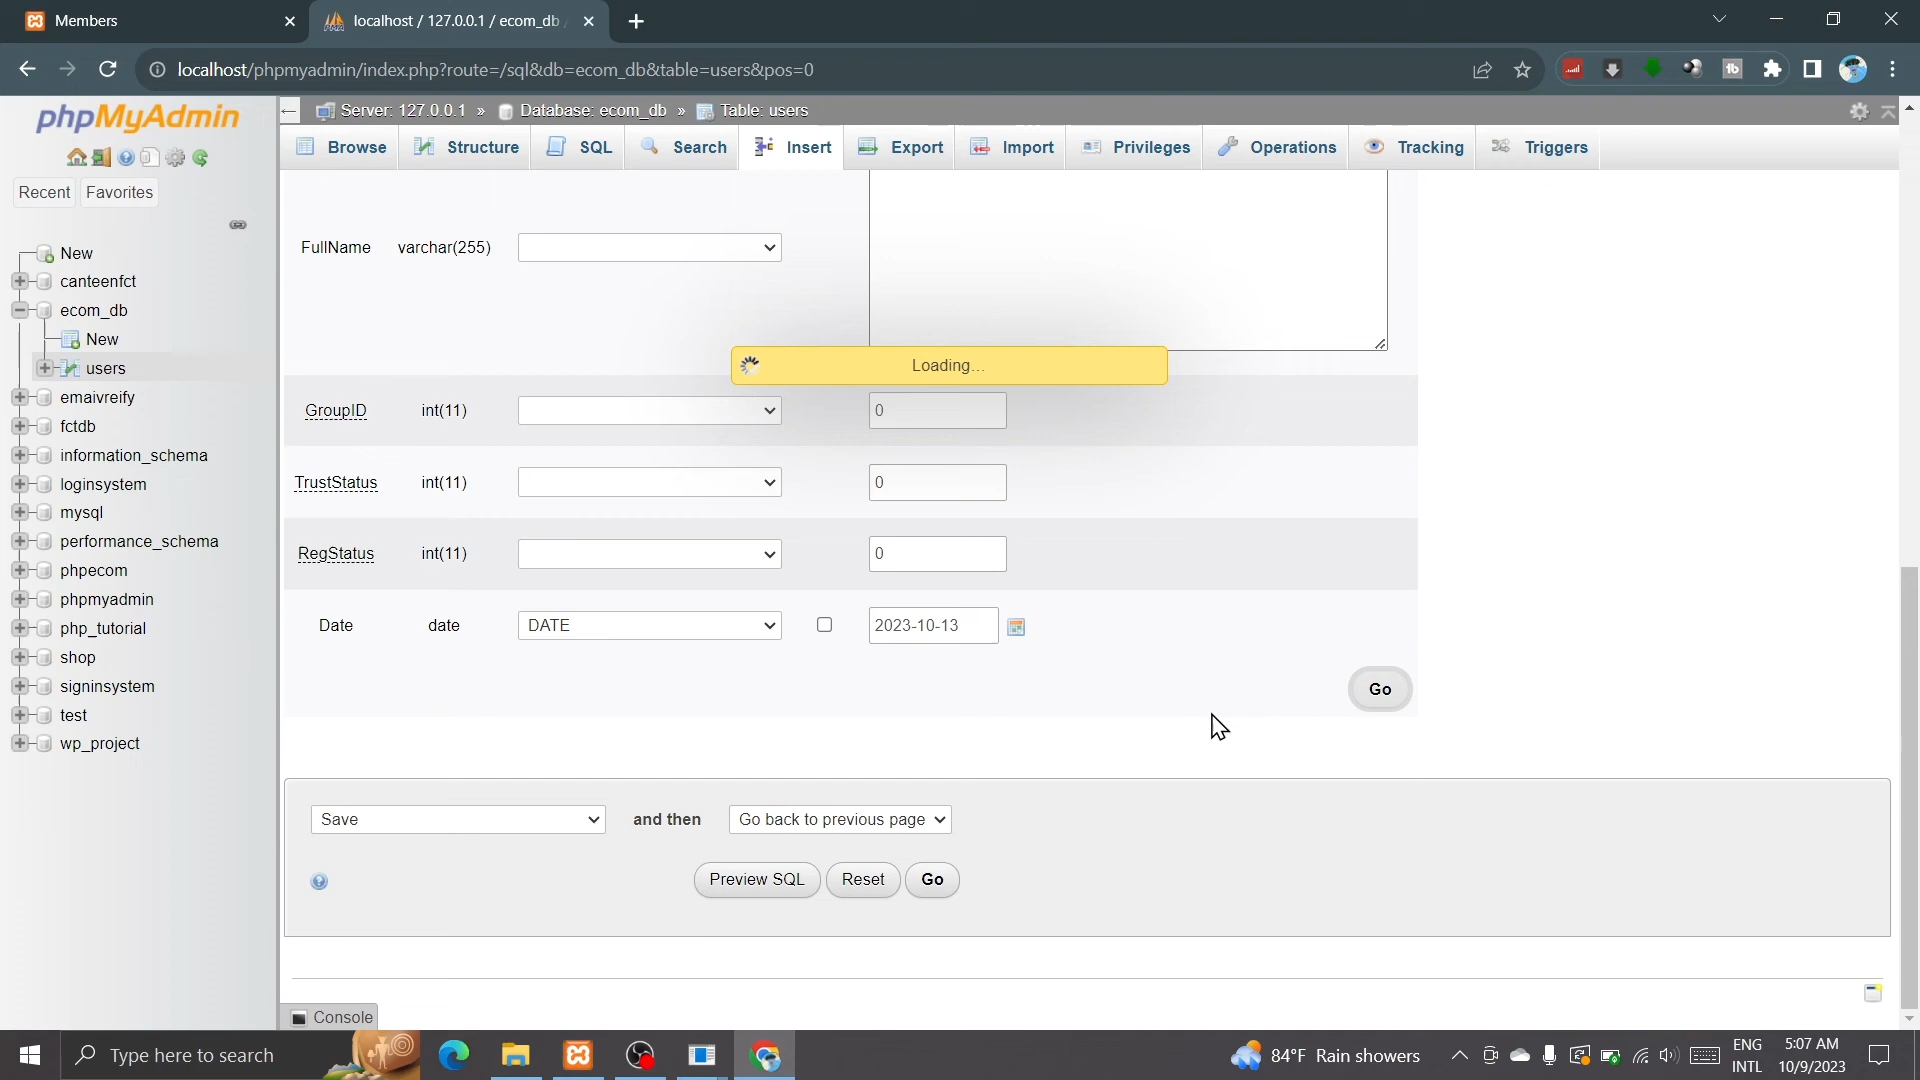 Members
localhost / 127.0.0.1 / ecom_db /
localhost/phpmyadmin/index.php?route=/sql&db=ecom_db&table=users&pos=0
phpMyAdmin
Recent
Favorites
New
canteenfct
ecom_db
New
users
emaivreify
fctdb
information_schema
loginsystem
mysql
performance_schema
phpecom
phpmyadmin
php_tutorial
shop
signinsystem
test
wp_project
Server: 127.0.0.1 » Database: ecom_db » Table: users
Browse
Structure
SQL
Search
Insert
Export
Import
Privileges
Operations
Tracking
Triggers
FullName varchar(255)
Loading...
GroupID int(11) 0
TrustStatus int(11) 0
RegStatus int(11) 0
Date date DATE 2023-10-13
Go
Save and then Go back to previous page
Preview SQL Reset Go
Console
Type here to search
84°F Rain showers
ENG
INTL
5:07 AM
10/9/2023